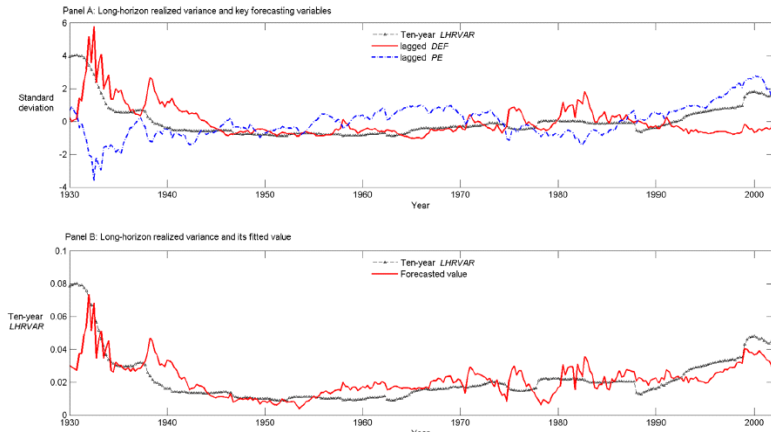 Panel A: Long-horizon realized variance and key forecasting variables
6
4
2
0
-2
-4
Standard
deviation
Ten-year LHRVAR
lagged DEF
lagged PE
1930 1940 1950 1960 1970 1980 1990 2000
Year
Panel B: Long-horizon realized variance and its fitted value
0.1
0.08
0.06
0.04
0.02
0
Ten-year
LHRVAR
Ten-year LHRVAR
Forecasted value
1930 1940 1950 1960 1970 1980 1990 2000
Year